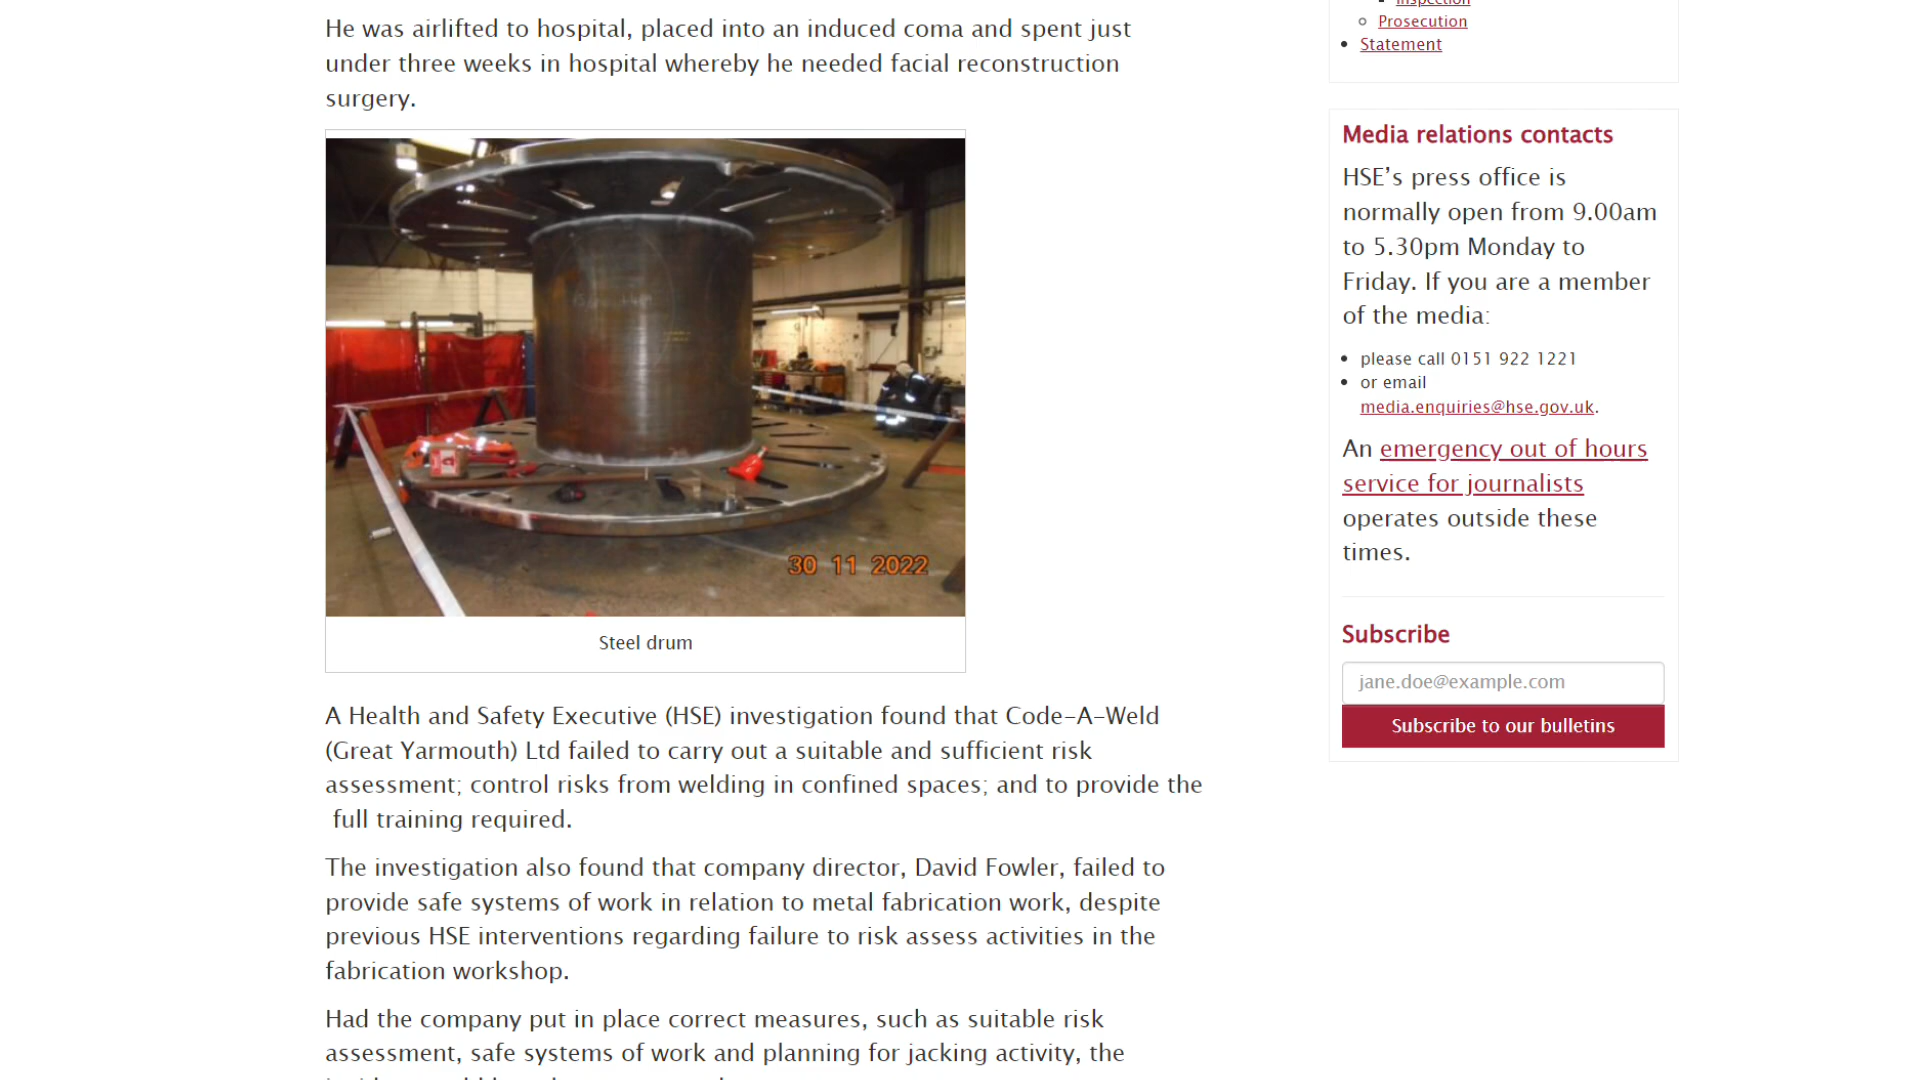 He was airlifted to hospital, placed into an induced coma and spent just
under three weeks in hospital whereby he needed facial reconstruction
surgery.
30 11 2022
Steel drum
A Health and Safety Executive (HSE) investigation found that Code-A-Weld
(Great Yarmouth) Ltd failed to carry out a suitable and sufficient risk
assessment; control risks from welding in confined spaces; and to provide the
full training required.
The investigation also found that company director, David Fowler, failed to
provide safe systems of work in relation to metal fabrication work, despite
previous HSE interventions regarding failure to risk assess activities in the
fabrication workshop.
Had the company put in place correct measures, such as suitable risk
assessment, safe systems of work and planning for jacking activity, the
Inspection
Prosecution
Statement
Media relations contacts
HSE’s press office is
normally open from 9.00am
to 5.30pm Monday to
Friday. If you are a member
of the media:
please call 0151 922 1221
or email
media.enquiries@hse.gov.uk.
An emergency out of hours
service for journalists
operates outside these
times.
Subscribe
jane.doe@example.com
Subscribe to our bulletins